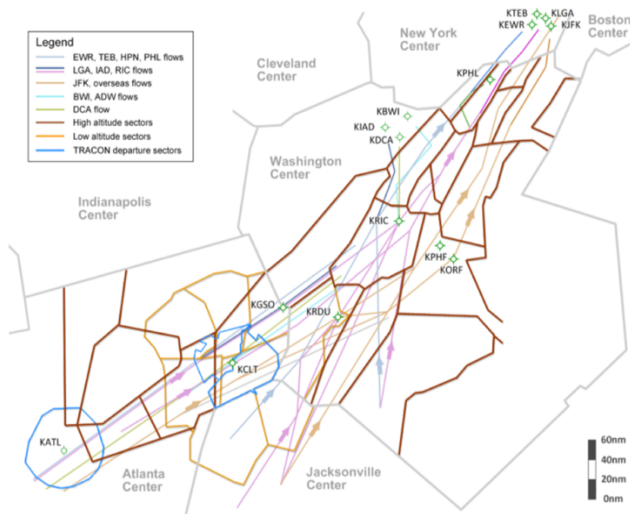 KTEB
KLGA
KEWR
KJFK
New York
Center
Boston
Center
Legend
EWR, TEB, HPN, PHL flows
LGA, IAD, RIC flows
JFK, overseas flows
BWI, ADW flows
DCA flow
High altitude sectors
Low altitude sectors
TRACON departure sectors
Cleveland
Center
KPHL
KBWI
KIAD
KDCA
Washington
Center
Indianapolis
Center
KRIC
KPHF
KORF
KGSO
KRDU
KCLT
KATL
Atlanta
Center
Jacksonville
Center
60nm
40nm
20nm
0nm